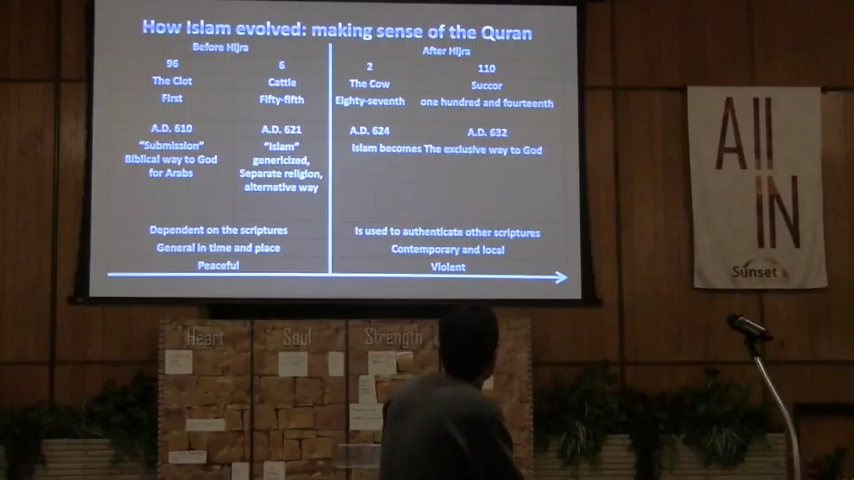 How Islam evolved: making sense of the Quran
Before Hijra
96
6
The Clot
Cattle
First
Fifty-fifth
A.D. 610
A.D. 621
"Submission"
Biblical way to God
for Arabs
"Islam"
genericized,
Separate religion,
alternative way
Dependent on the scriptures
General in time and place
Peaceful
After Hijra
2
110
The Cow
Succor
Eighty-seventh
one hundred and fourteenth
A.D. 624
A.D. 632
Islam becomes The exclusive way to God
Is used to authenticate other scriptures
Contemporary and local
Violent
All
IN
Sunset
Heart
Soul
Strength